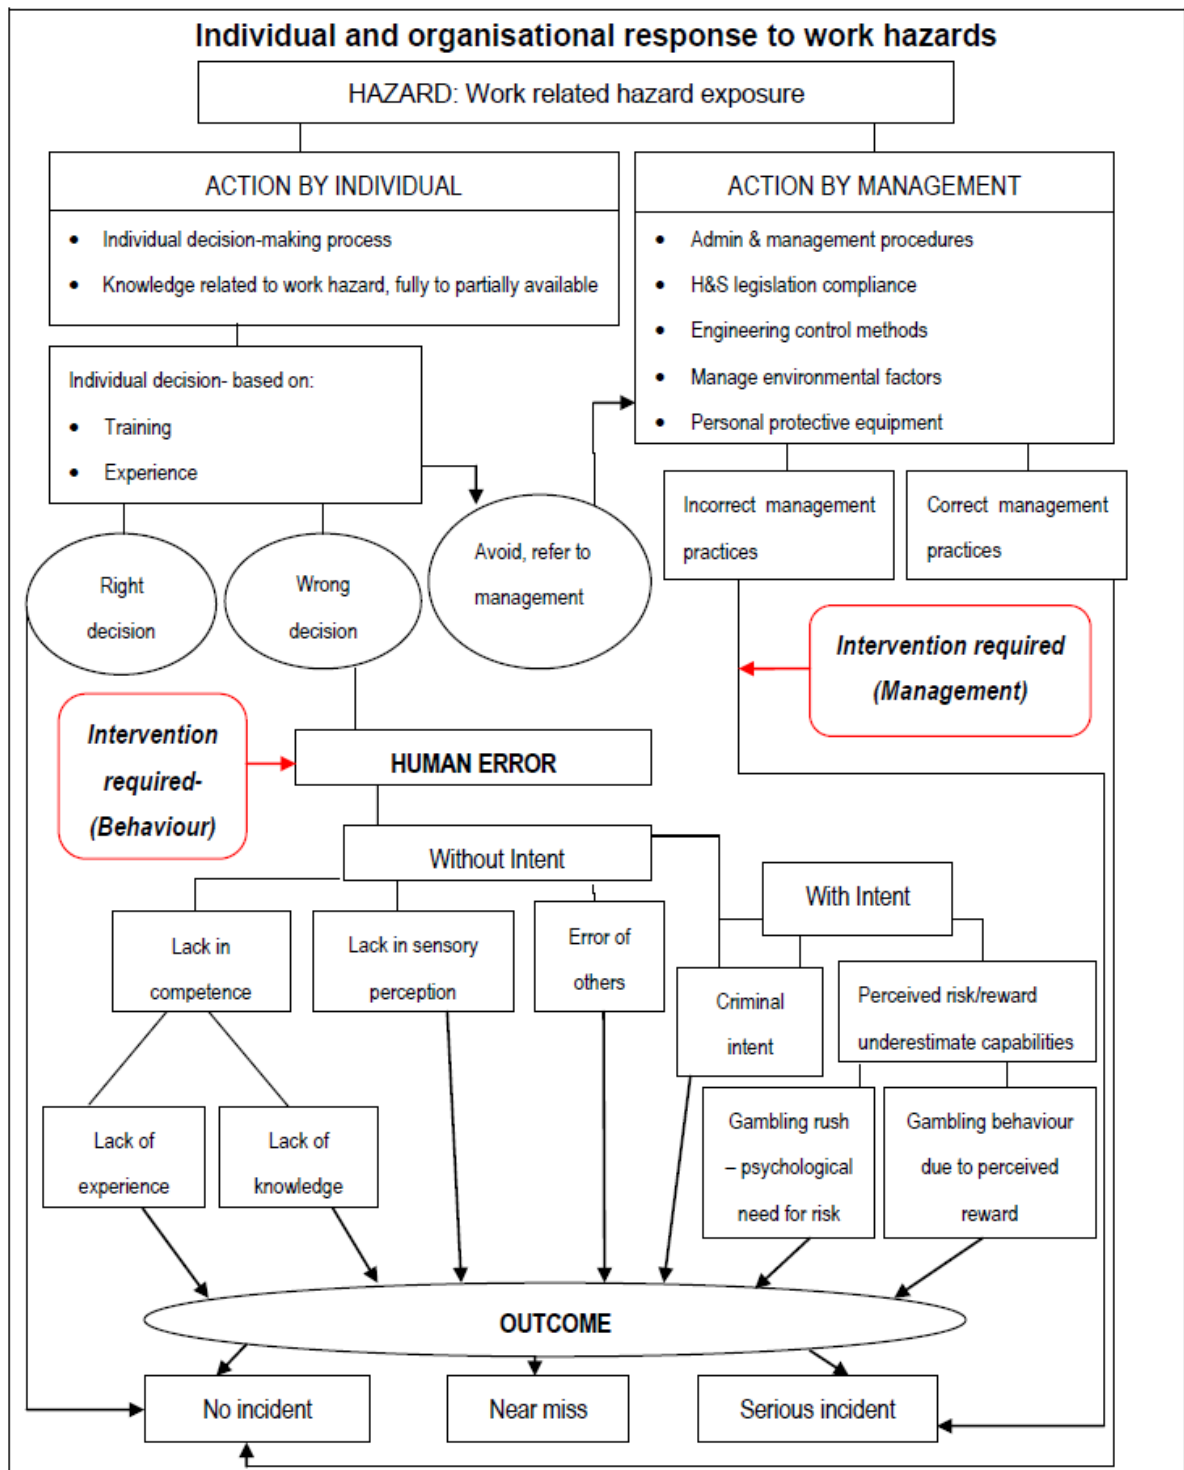 Individual and organisational response to work hazards
HAZARD: Work related hazard exposure
ACTION BY INDIVIDUAL
• Individual decision-making process
• Knowledge related to work hazard, fully to partially available
ACTION BY MANAGEMENT
• Admin & management procedures
• H&S legislation compliance
• Engineering control methods
• Manage environmental factors
• Personal protective equipment
Individual decision- based on:
• Training
• Experience
Right
decision
Wrong
decision
Avoid, refer to
management
Incorrect management
practices
Correct management
practices
Intervention required
(Management)
Intervention
required-
(Behaviour)
HUMAN ERROR
Without Intent
With Intent
Lack in
competence
Lack in sensory
perception
Error of
others
Criminal
intent
Perceived risk/reward
underestimate capabilities
Lack of
experience
Lack of
knowledge
Gambling rush
– psychological
need for risk
Gambling behaviour
due to perceived
reward
OUTCOME
No incident
Near miss
Serious incident